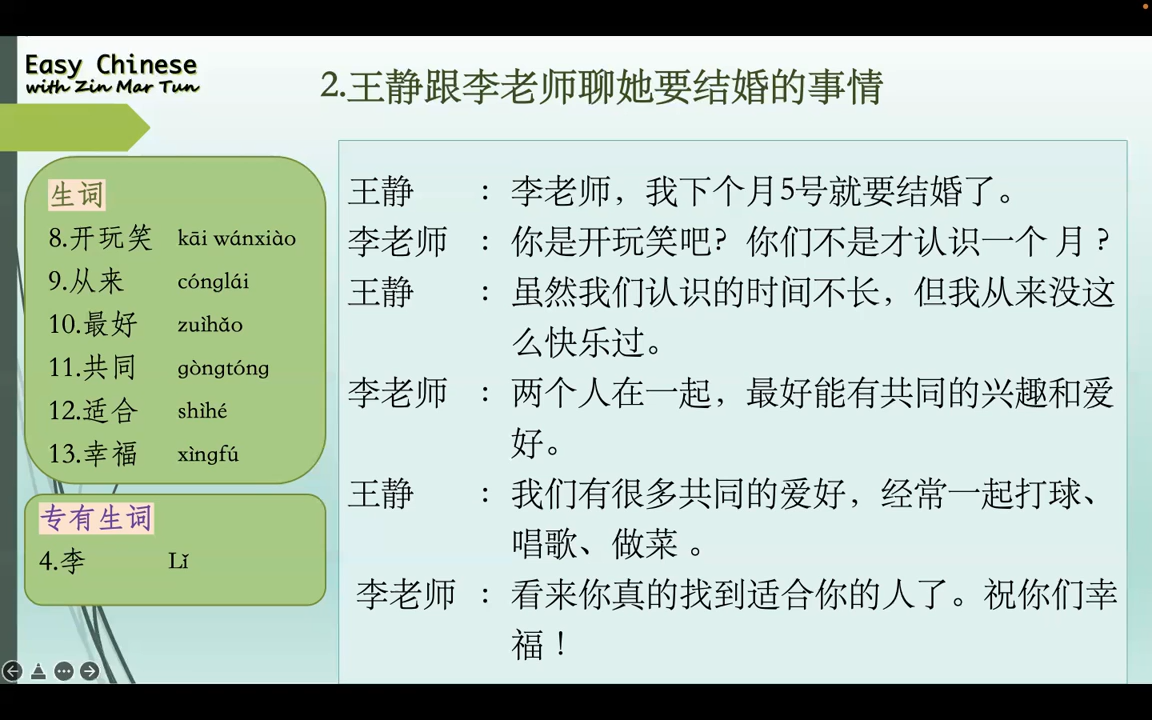 Easy Chinese
with Zin Mar Tun
2.王静跟李老师聊她要结婚的事情
生词
8.开玩笑 kāi wánxiào
9.从来 cónglái
10.最好 zuìhǎo
11.共同 gòngtóng
12.适合 shìhé
13.幸福 xìngfú
专有生词
4.李 Lǐ
王静 ：李老师，我下个月5号就要结婚了。
李老师 ：你是开玩笑吧？你们不是才认识一个 月？
王静 ：虽然我们认识的时间不长，但我从来没这
么快乐过。
李老师 ：两个人在一起，最好能有共同的兴趣和爱
好。
王静 ：我们有很多共同的爱好，经常一起打球、
唱歌、做菜 。
李老师 ：看来你真的找到适合你的人了。祝你们幸
福！